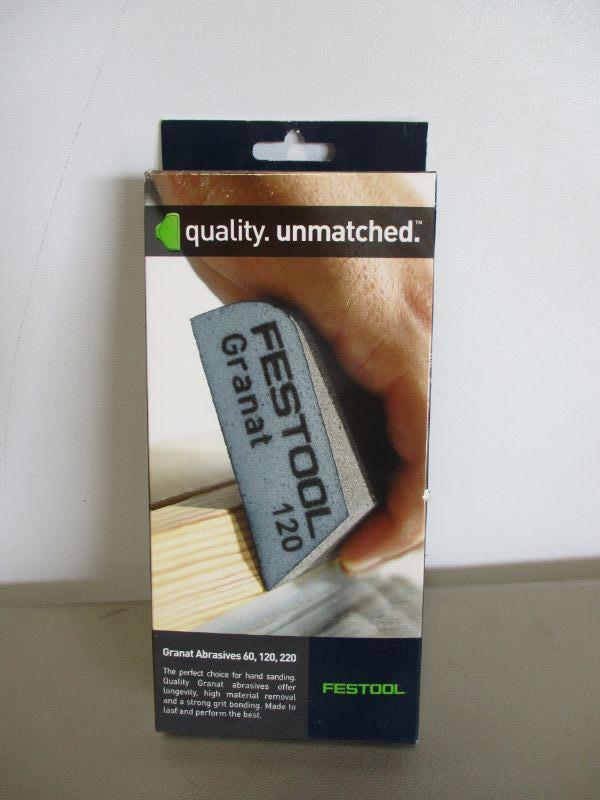 quality. unmatched.™
FESTOOL
Granat
120
Granat Abrasives 60, 120, 220
The perfect choice for hand sanding.
Quality Granat abrasives offer
longevity, high material removal
and a strong grit bonding. Made to
last and perform the best.
FESTOOL